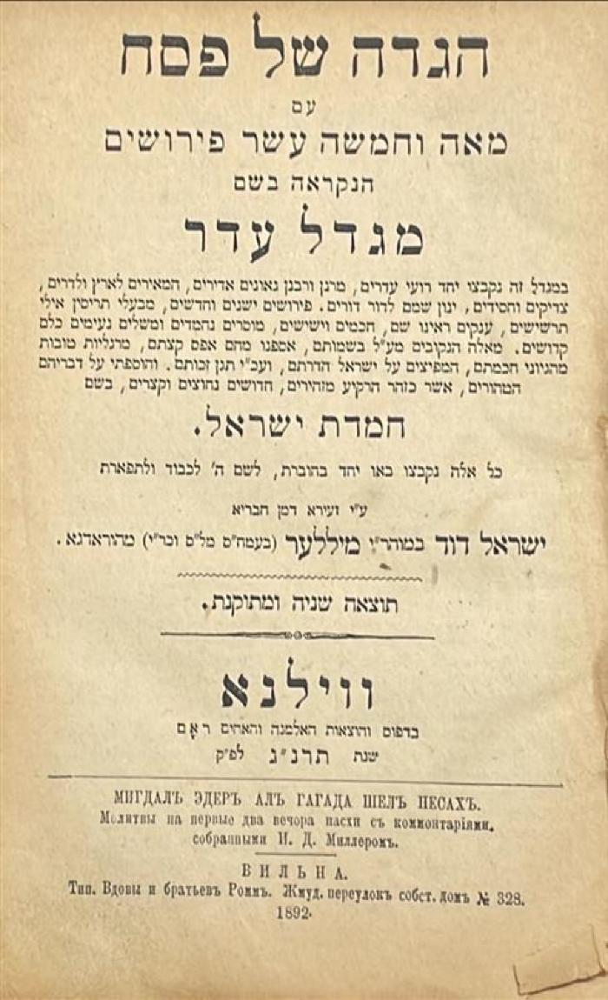 הגדה של פסח
עם
מאה וחמשה עשר פירושים
הנקראה בשם
מגדל עדר
במגדל זה נקבצו יחד רועי עדרים, מרנן ורבנן גאונים אדירים, המאירים לארץ ולדרים,
צדיקים וחסידים, ינון שמם לדור דורים. פירושים ישנים וחדשים, מבעלי תריסין אילי
תרשישים, ענקים ראינו שם, חכמים וישישים, מוסרים נחמדים ומשלים נעימים כלם
קדושים. מאלה הנקובים מע"ל בשמותם, אספנו מהם אפס קצתם, מרגליות טובות
מהגיוני חכמתם, המפיצים על ישראל הדרתם, ועכ"י תגן זכותם. והוספתי על דבריהם
הטהורים, אשר כזהר הרקיע מזהירים, חדושים נחוצים וקצרים, בשם
חמדת ישראל.
כל אלה נקבצו באו יחד בחוברת, לשם ה' לכבוד ולתפארת
ע"י זעירא דמן חבריא
ישראל דוד במוהר"י מיללער (בעמח"ס מל"ס וכר"י) מהוראדנא.
תוצאה שניה ומתוקנת.
ווילנא
בדפוס והוצאות האלמנה והאחים ראם
שנת תרנ"ג לפ"ק
МИГДАЛЪ ЭДЕРЪ АЛЪ ГАГАДА ШЕЛЪ ПЕСАХЪ.
Молитвы на первые два вечора пасхи съ комментаріями,
собранными И. Д. Миллеромъ.
ВИЛЬНА.
Тип. Вдовы и братьевъ Роммъ. Жмуд. переулокъ собст. домъ № 328.
1892.